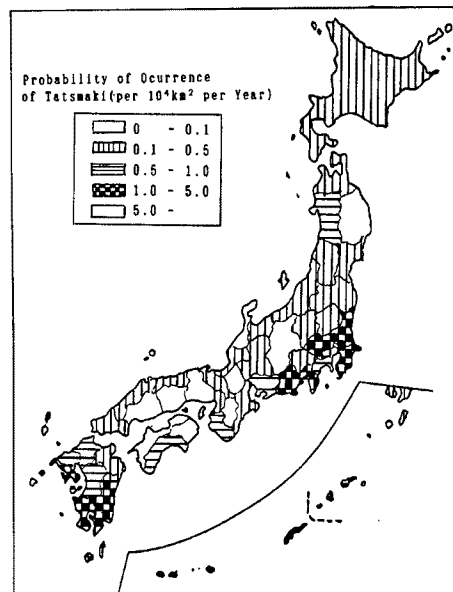 Probability of Ocurrence
of Tatsmaki(per 10⁴km² per Year)
0 - 0.1
0.1 - 0.5
0.5 - 1.0
1.0 - 5.0
5.0 -